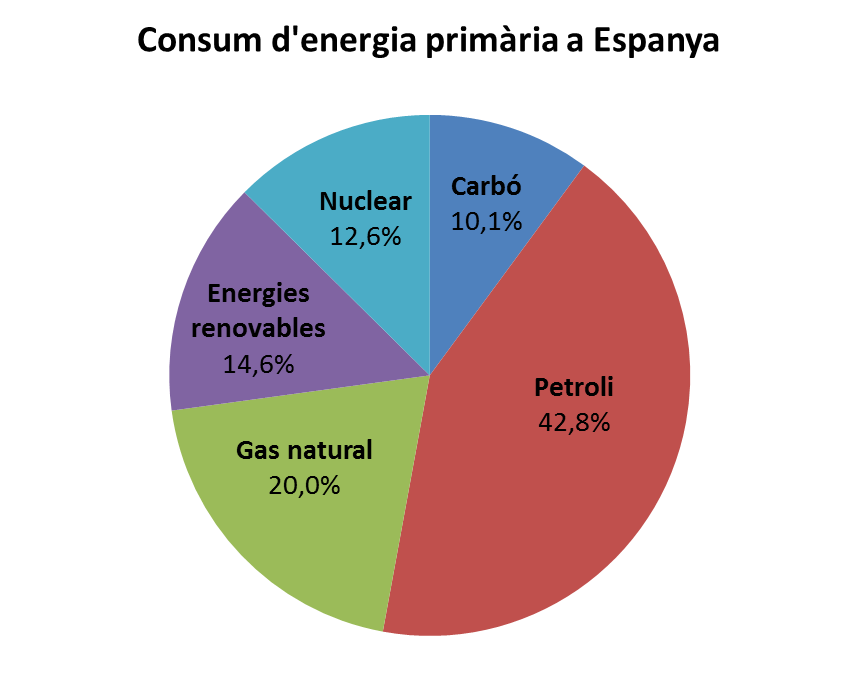 Consum d'energia primària a Espanya
Carbó
10,1%
Nuclear
12,6%
Energies
renovables
14,6%
Petroli
42,8%
Gas natural
20,0%